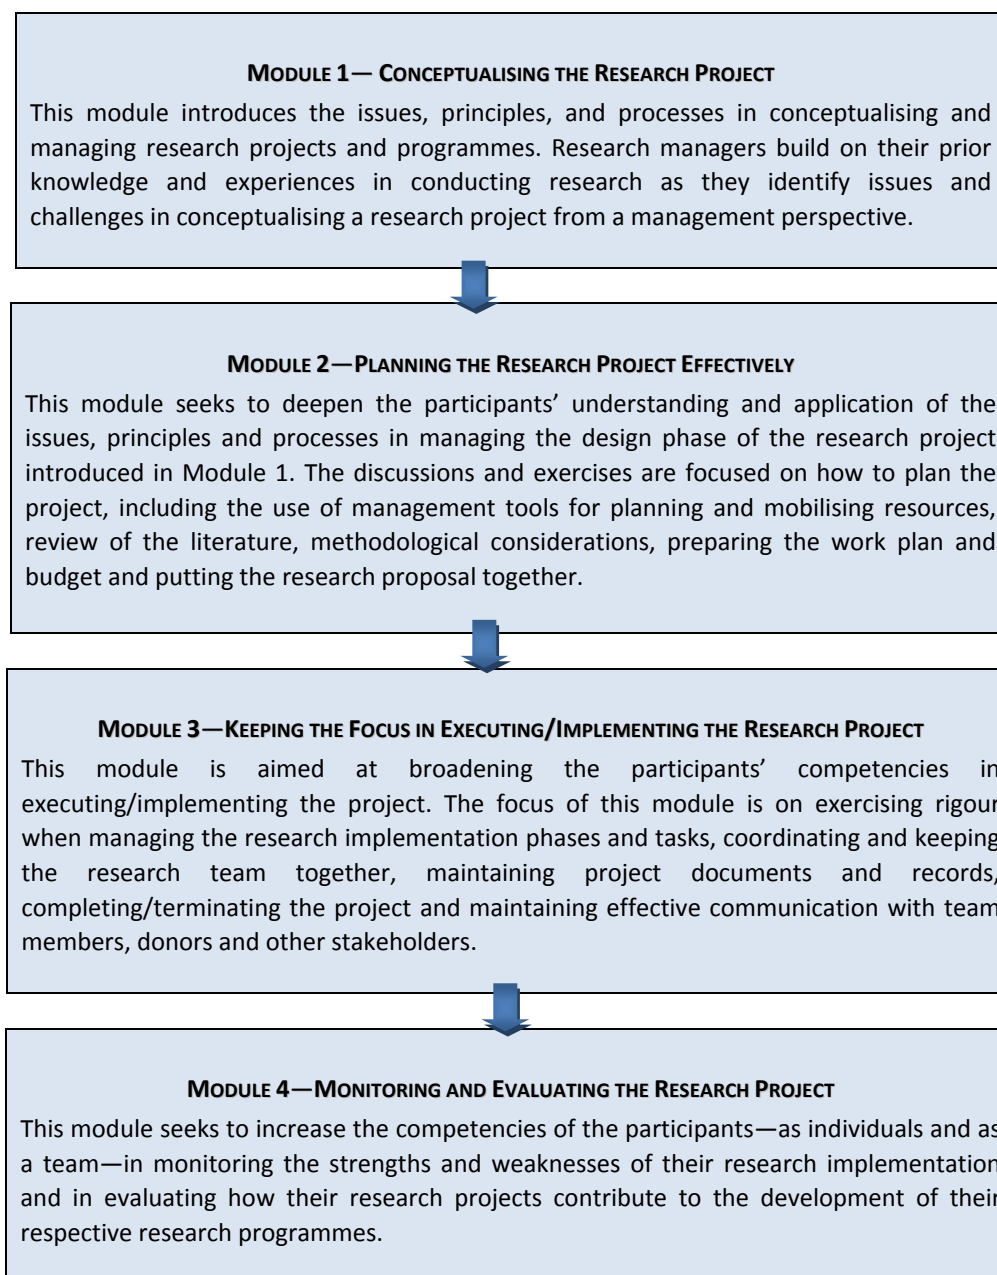 MODULE 1— CONCEPTUALISING THE RESEARCH PROJECT
This module introduces the issues, principles, and processes in conceptualising and
managing research projects and programmes. Research managers build on their prior
knowledge and experiences in conducting research as they identify issues and
challenges in conceptualising a research project from a management perspective.
MODULE 2—PLANNING THE RESEARCH PROJECT EFFECTIVELY
This module seeks to deepen the participants’ understanding and application of the
issues, principles and processes in managing the design phase of the research project
introduced in Module 1. The discussions and exercises are focused on how to plan the
project, including the use of management tools for planning and mobilising resources,
review of the literature, methodological considerations, preparing the work plan and
budget and putting the research proposal together.
MODULE 3—KEEPING THE FOCUS IN EXECUTING/IMPLEMENTING THE RESEARCH PROJECT
This module is aimed at broadening the participants’ competencies in
executing/implementing the project. The focus of this module is on exercising rigour
when managing the research implementation phases and tasks, coordinating and keeping
the research team together, maintaining project documents and records,
completing/terminating the project and maintaining effective communication with team
members, donors and other stakeholders.
MODULE 4—MONITORING AND EVALUATING THE RESEARCH PROJECT
This module seeks to increase the competencies of the participants—as individuals and as
a team—in monitoring the strengths and weaknesses of their research implementation
and in evaluating how their research projects contribute to the development of their
respective research programmes.